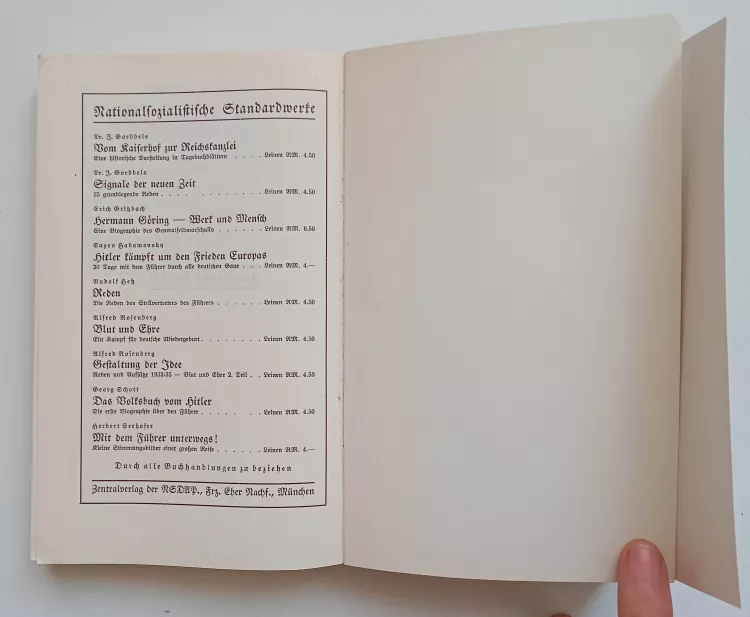 Nationalsozialistische Standardwerke
Dr. J. Goebbels
Vom Kaiserhof zur Reichskanzlei
Eine historische Darstellung in Tagebuchblättern . . . . Leinen RM. 4.50
Dr. J. Goebbels
Signale der neuen Zeit
25 grundlegende Reden . . . . . . . . . . . . Leinen RM. 4.50
Erich Gritzbach
Hermann Göring — Werk und Mensch
Eine Biographie des Generalfeldmarschalls . . . . . Leinen RM. 6.50
Eugen Hadamovsky
Hitler kämpft um den Frieden Europas
20 Tage mit dem Führer durch alle deutschen Gaue . . . Leinen RM. 4.—
Rudolf Heß
Reden
Die Reden des Stellvertreters des Führers . . . . . . Leinen RM. 4.50
Alfred Rosenberg
Blut und Ehre
Ein Kampf für deutsche Wiedergeburt . . . . . . . Leinen RM. 4.50
Alfred Rosenberg
Gestaltung der Idee
Reden und Aufsätze 1933/35 — Blut und Ehre 2. Teil . . Leinen RM. 4.50
Georg Schott
Das Volksbuch vom Hitler
Die erste Biographie über den Führer . . . . . . . Leinen RM. 4.50
Herbert Seehofer
Mit dem Führer unterwegs!
Kleine Stimmungsbilder einer großen Reise . . . . . Leinen RM. 4.—
Durch alle Buchhandlungen zu beziehen
Zentralverlag der NSDAP., Frz. Eher Nachf., München